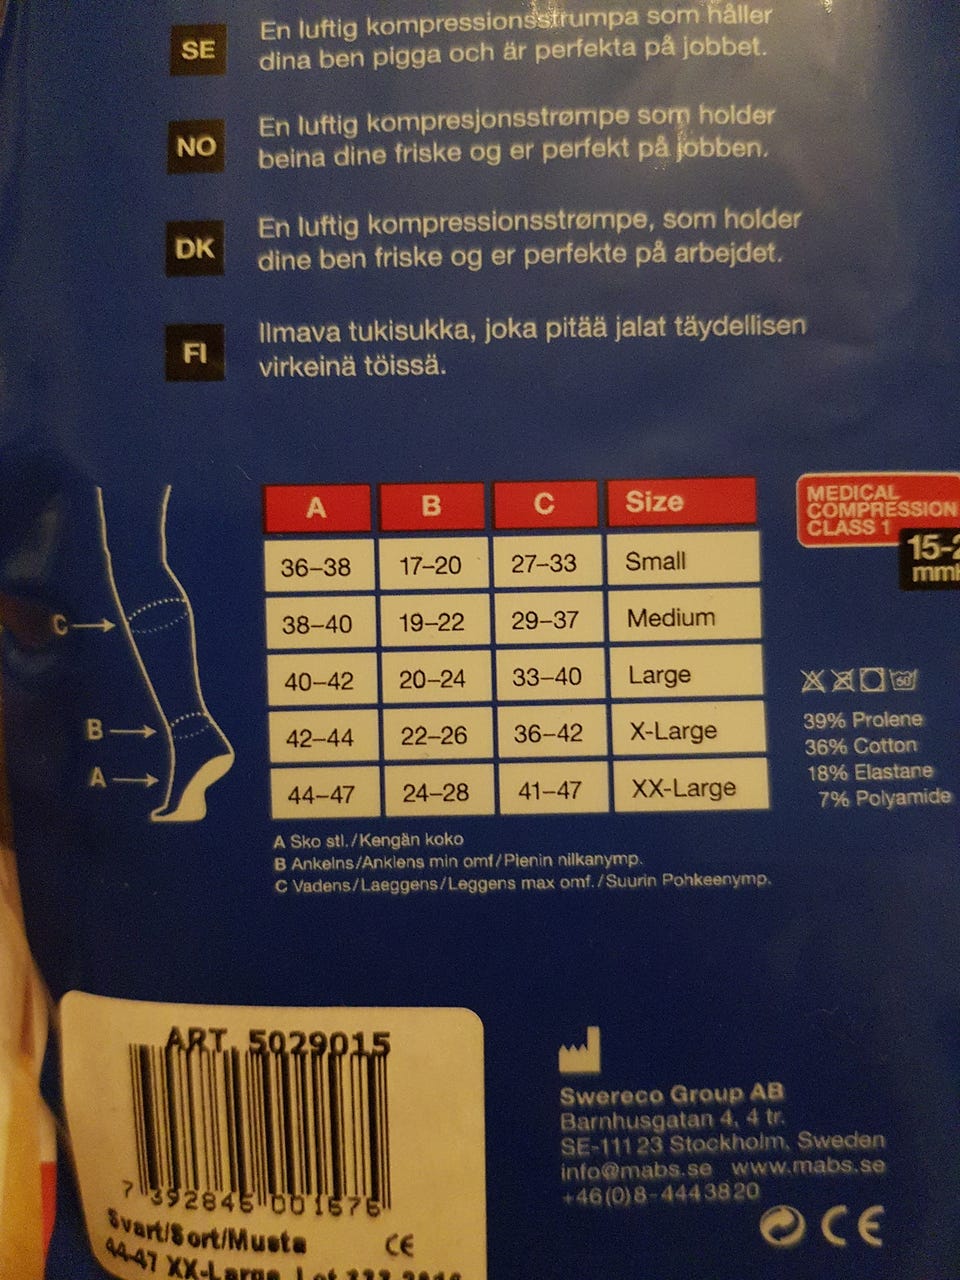 SE
En luftig kompressionsstrumpa som håller
dina ben pigga och är perfekta på jobbet.
NO
En luftig kompresjonsstrømpe som holder
beina dine friske og er perfekt på jobben.
DK
En luftig kompressionsstrømpe, som holder
dine ben friske og er perfekte på arbejdet.
FI
Ilmava tukisukka, joka pitää jalat täydellisen
virkeinä töissä.
A B C Size
36–38 17–20 27–33 Small
38–40 19–22 29–37 Medium
40–42 20–24 33–40 Large
42–44 22–26 36–42 X-Large
44–47 24–28 41–47 XX-Large
C
B
A
MEDICAL
COMPRESSION
CLASS 1
15-2
mmH
60°
39% Prolene
36% Cotton
18% Elastane
7% Polyamide
A Sko stl./Kengän koko
B Ankelns/Anklens min omf/Pienin nilkanymp.
C Vadens/Laeggens/Leggens max omf./Suurin Pohkeenymp.
ART. 5029015
7 392846 001676
Svart/Sort/Musta CE
44-47 XX-Large Lot
Swereco Group AB
Barnhusgatan 4, 4 tr.
SE-111 23 Stockholm, Sweden
info@mabs.se www.mabs.se
+46(0)8-4443820
CE